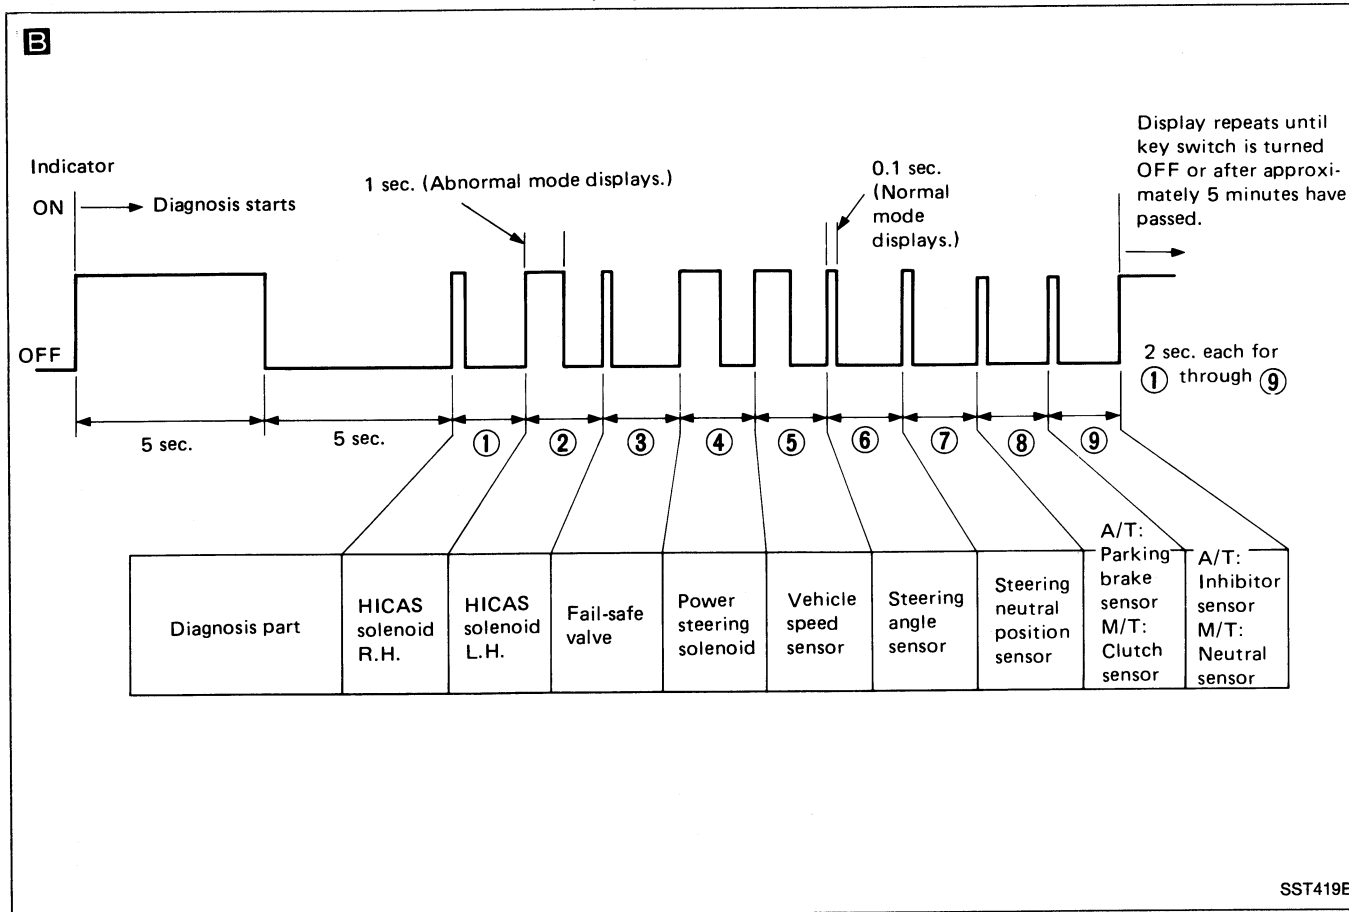 B
Display repeats until
key switch is turned
OFF or after approxi-
mately 5 minutes have
passed.
Indicator
ON
Diagnosis starts
1 sec. (Abnormal mode displays.)
0.1 sec.
(Normal
mode
displays.)
OFF
2 sec. each for
① through ⑨
5 sec.
5 sec.
①
②
③
④
⑤
⑥
⑦
⑧
⑨
Diagnosis part
HICAS
solenoid
R.H.
HICAS
solenoid
L.H.
Fail-safe
valve
Power
steering
solenoid
Vehicle
speed
sensor
Steering
angle
sensor
Steering
neutral
position
sensor
A/T:
Parking
brake
sensor
M/T:
Clutch
sensor
A/T:
Inhibitor
sensor
M/T:
Neutral
sensor
SST419B